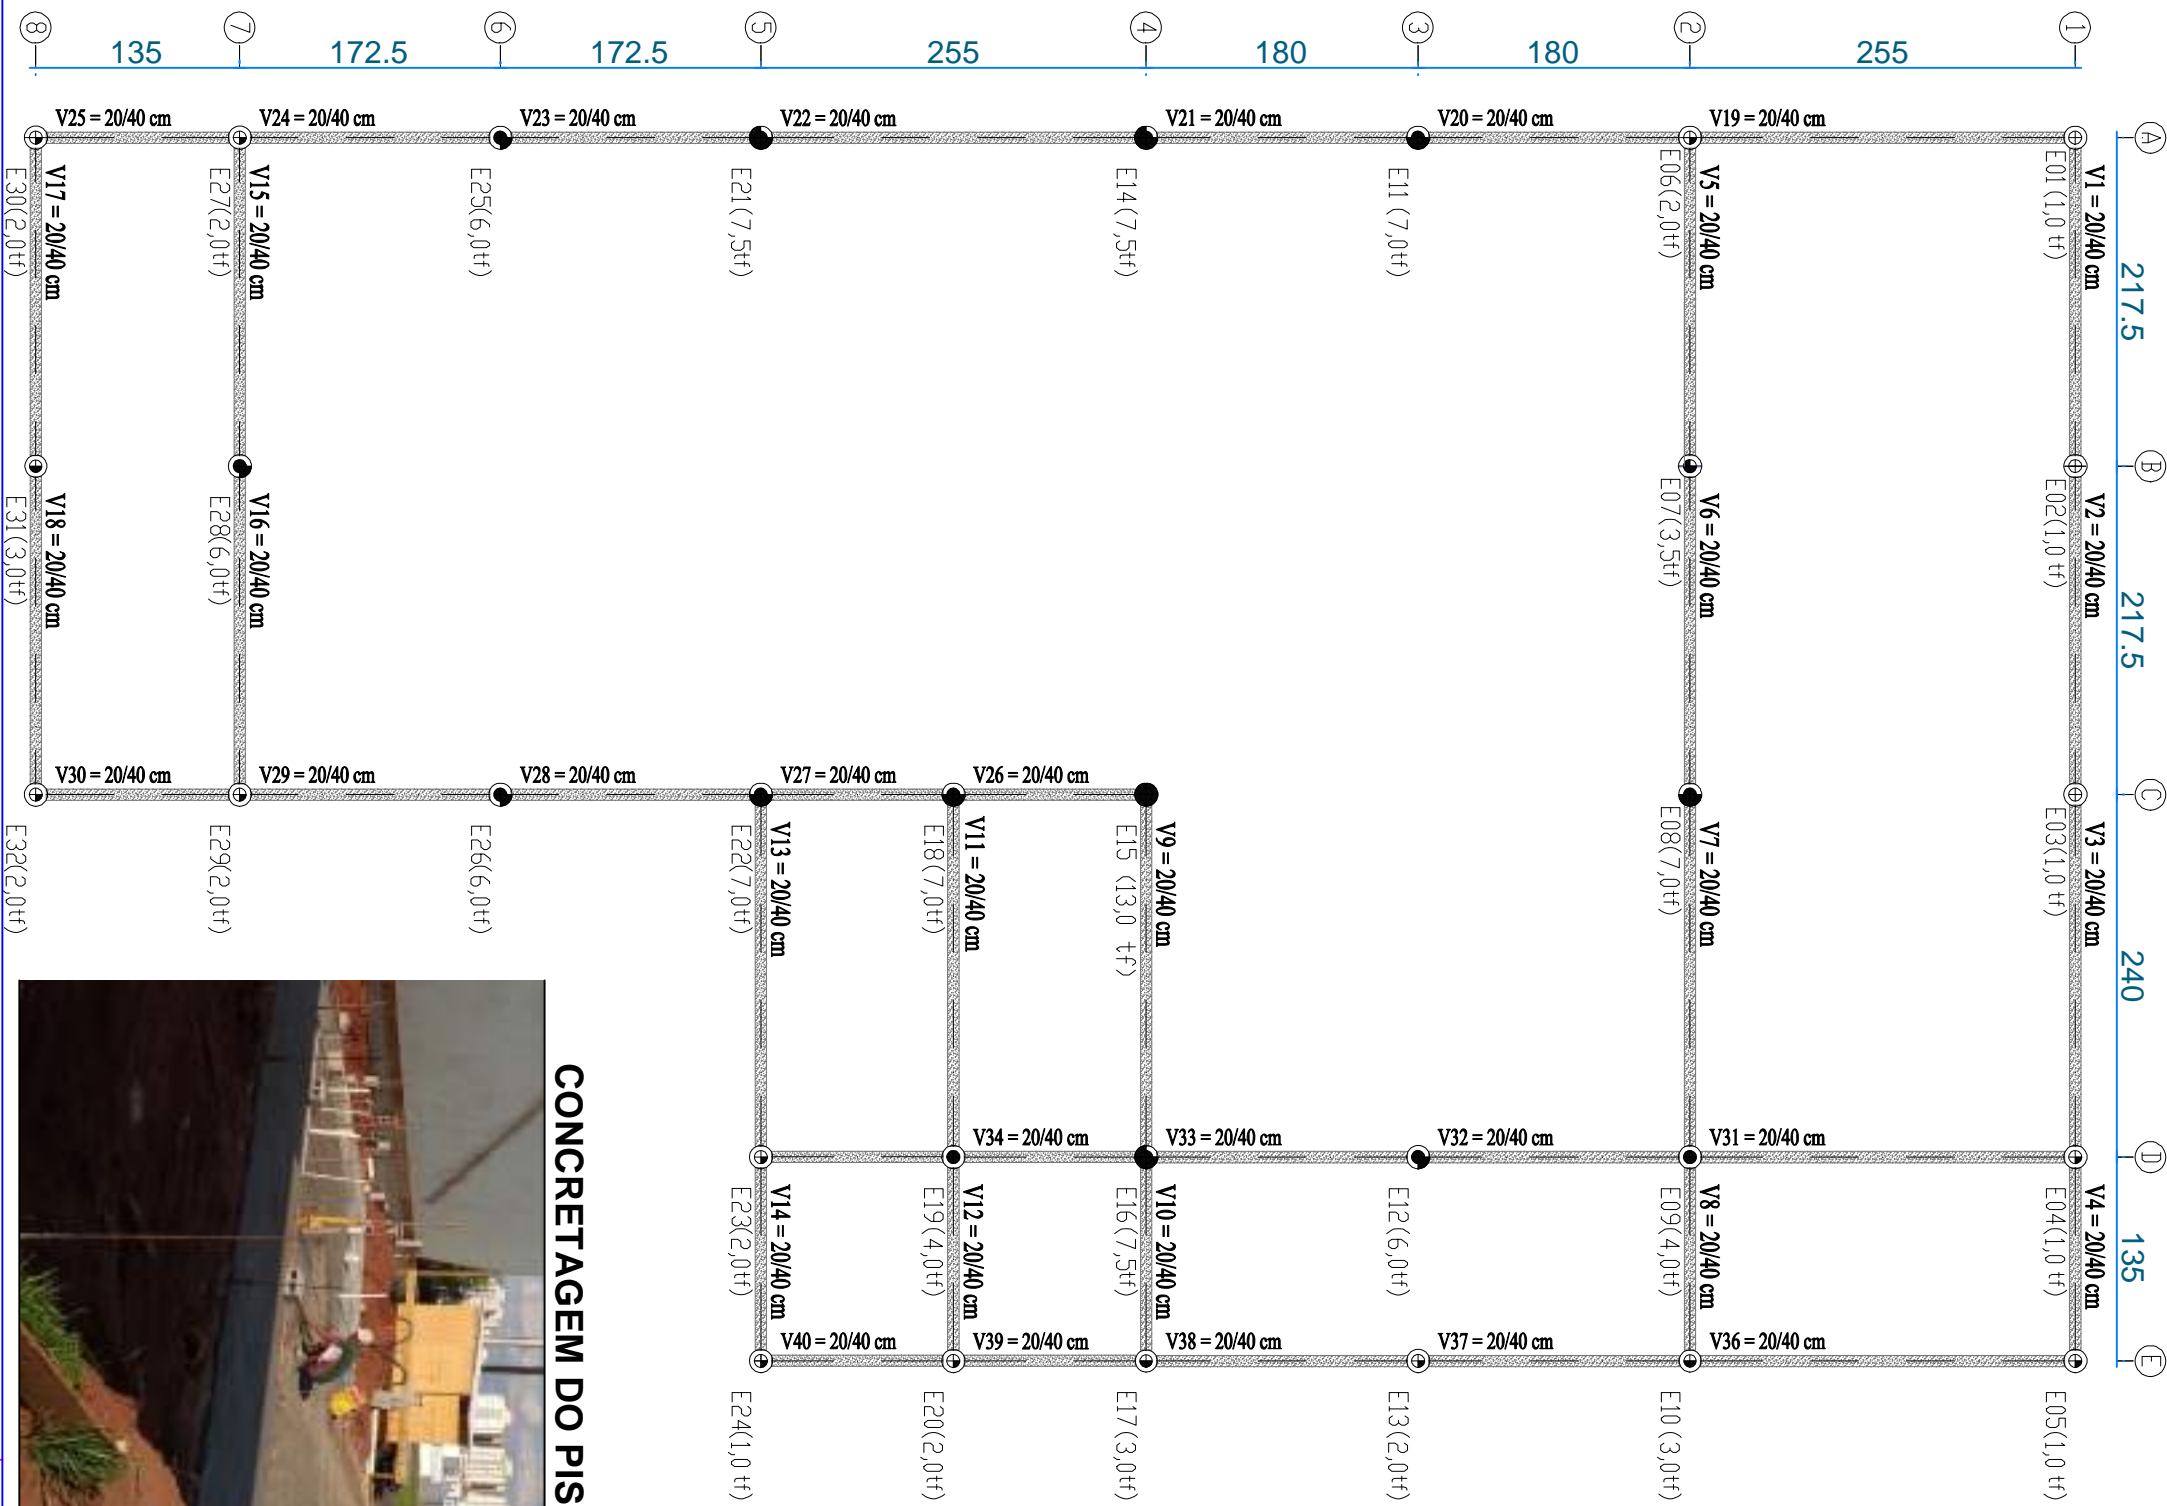 8
7
6
5
4
3
2
1
135
172.5
172.5
255
180
180
255
A
B
C
D
E
217.5
217.5
240
135
V25 = 20/40 cm
V24 = 20/40 cm
V23 = 20/40 cm
V22 = 20/40 cm
V21 = 20/40 cm
V20 = 20/40 cm
V19 = 20/40 cm
V1 = 20/40 cm
V2 = 20/40 cm
V3 = 20/40 cm
V4 = 20/40 cm
E01(1,0 tf)
E02(1,0 tf)
E03(1,0 tf)
E04(1,0 tf)
E05(1,0 tf)
V5 = 20/40 cm
V6 = 20/40 cm
V7 = 20/40 cm
V8 = 20/40 cm
E06(2,0tf)
E07(3,5tf)
E08(7,0tf)
E09(4,0tf)
E10(3,0tf)
E11(7,0tf)
E12(6,0tf)
E13(2,0tf)
V9 = 20/40 cm
V10 = 20/40 cm
E14(7,5tf)
E15 (13,0 tf)
E16(7,5tf)
E17(3,0tf)
V11 = 20/40 cm
V12 = 20/40 cm
E18(7,0tf)
E19(4,0tf)
E20(2,0tf)
V13 = 20/40 cm
V14 = 20/40 cm
E21(7,5tf)
E22(7,0tf)
E23(2,0tf)
E24(1,0 tf)
E25(6,0tf)
E26(6,0tf)
V15 = 20/40 cm
V16 = 20/40 cm
E27(2,0tf)
E28(6,0tf)
E29(2,0tf)
V17 = 20/40 cm
V18 = 20/40 cm
E30(2,0tf)
E31(3,0tf)
E32(2,0tf)
V30 = 20/40 cm
V29 = 20/40 cm
V28 = 20/40 cm
V27 = 20/40 cm
V26 = 20/40 cm
V34 = 20/40 cm
V33 = 20/40 cm
V32 = 20/40 cm
V31 = 20/40 cm
V40 = 20/40 cm
V39 = 20/40 cm
V38 = 20/40 cm
V37 = 20/40 cm
V36 = 20/40 cm
CONCRETAGEM DO PIS